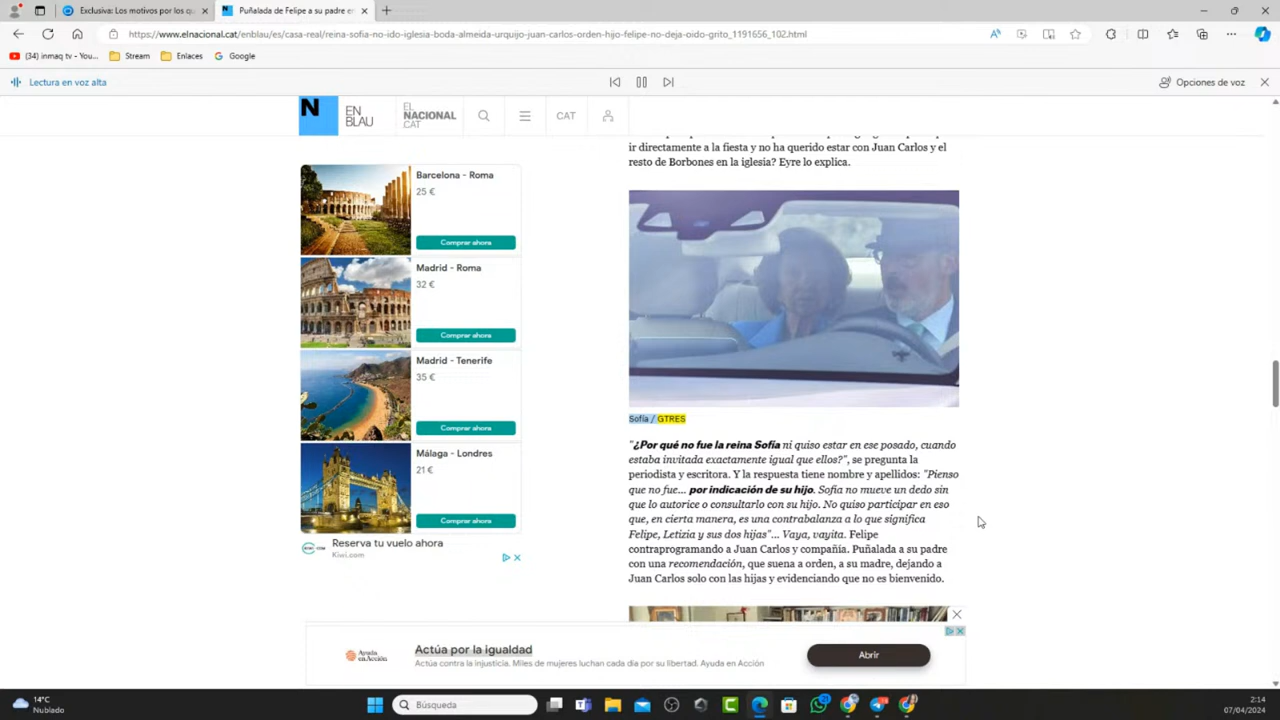 Exclusiva: Los motivos por los qu
Puñalada de Felipe a su padre en
https://www.elnacional.cat/enblau/es/casa-real/reina-sofia-no-ido-iglesia-boda-almeida-urquijo-juan-carlos-orden-hijo-felipe-no-deja-oido-grito_1191656_102.html
(34) inmaq tv - You...
Stream
Enlaces
Google
Lectura en voz alta
Opciones de voz
N
EN BLAU
EL NACIONAL .CAT
CAT
ir directamente a la fiesta y no ha querido estar con Juan Carlos y el
resto de Borbones en la iglesia? Eyre lo explica.
Barcelona - Roma
25 €
Comprar ahora
Madrid - Roma
32 €
Comprar ahora
Madrid - Tenerife
35 €
Comprar ahora
Málaga - Londres
21 €
Comprar ahora
Reserva tu vuelo ahora
Kiwi.com
Sofía / GTRES
"¿Por qué no fue la reina Sofía ni quiso estar en ese posado, cuando
estaba invitada exactamente igual que ellos?", se pregunta la
periodista y escritora. Y la respuesta tiene nombre y apellidos: "Pienso
que no fue... por indicación de su hijo. Sofía no mueve un dedo sin
que lo autorice o consultarlo con su hijo. No quiso participar en eso
que, en cierta manera, es una contrabalanza a lo que significa
Felipe, Letizia y sus dos hijas"... Vaya, vayita. Felipe
contraprogramando a Juan Carlos y compañía. Puñalada a su padre
con una recomendación, que suena a orden, a su madre, dejando a
Juan Carlos solo con las hijas y evidenciando que no es bienvenido.
Ayuda en Acción
Actúa por la igualdad
Actúa contra la injusticia. Miles de mujeres luchan cada día por su libertad. Ayuda en Acción
Abrir
14°C
Nublado
Búsqueda
2:14
07/04/2024